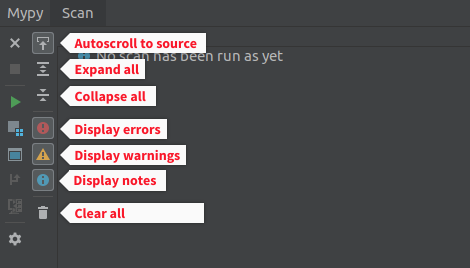 Mypy Scan
Autoscroll to source
No scan has been run as yet
Expand all
Collapse all
Display errors
Display warnings
Display notes
Clear all